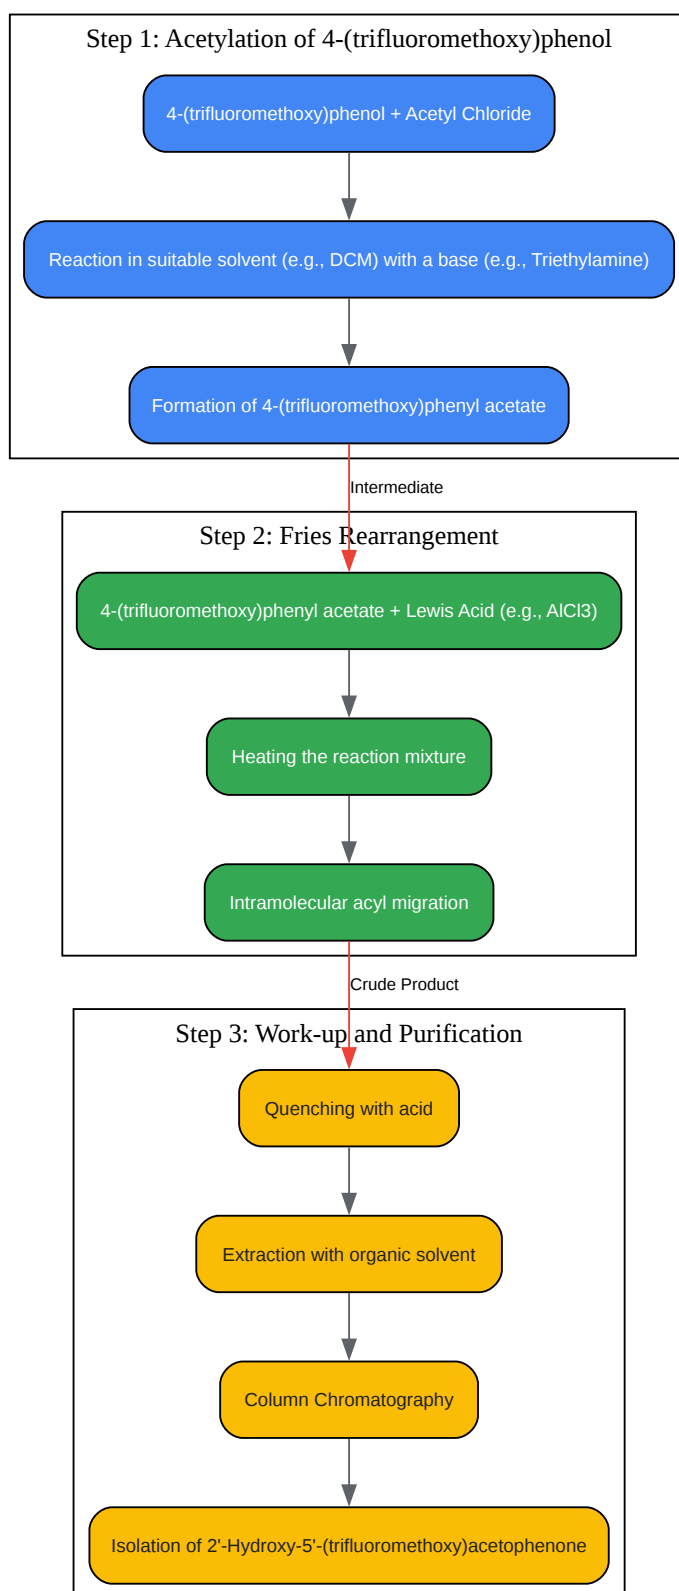 Step 1: Acetylation of 4-(trifluoromethoxy)phenol
4-(trifluoromethoxy)phenol + Acetyl Chloride
Reaction in suitable solvent (e.g., DCM) with a base (e.g., Triethylamine)
Formation of 4-(trifluoromethoxy)phenyl acetate
Intermediate
Step 2: Fries Rearrangement
4-(trifluoromethoxy)phenyl acetate + Lewis Acid (e.g., AlCl3)
Heating the reaction mixture
Intramolecular acyl migration
Crude Product
Step 3: Work-up and Purification
Quenching with acid
Extraction with organic solvent
Column Chromatography
Isolation of 2'-Hydroxy-5'-(trifluoromethoxy)acetophenone